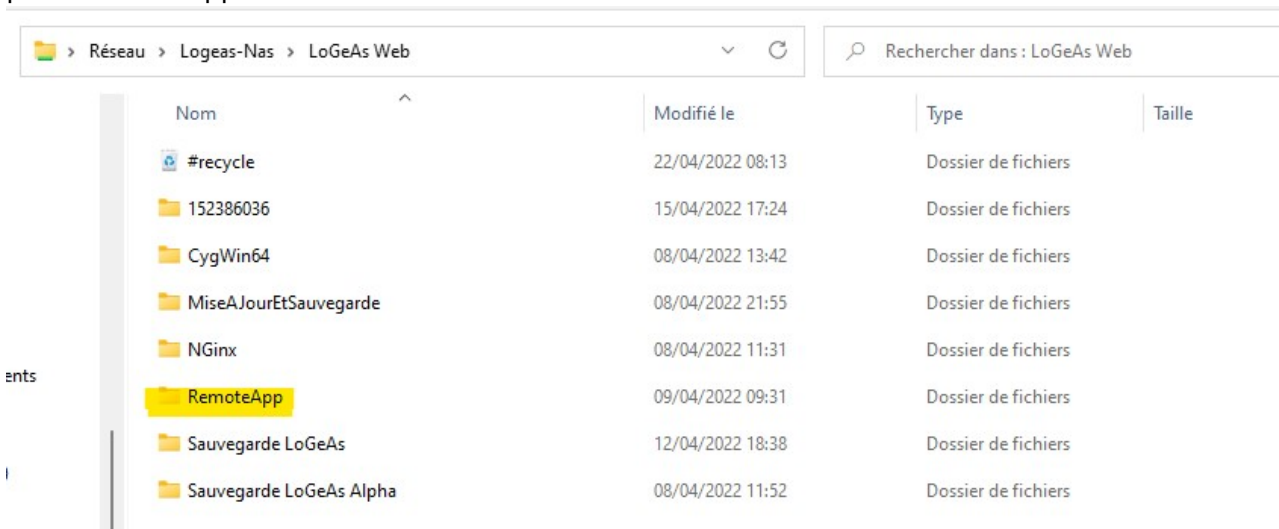 Réseau > Logeas-Nas > LoGeAs Web Rechercher dans : LoGeAs Web
Nom Modifié le Type Taille
#recycle 22/04/2022 08:13 Dossier de fichiers
152386036 15/04/2022 17:24 Dossier de fichiers
CygWin64 08/04/2022 13:42 Dossier de fichiers
MiseAJourEtSauvegarde 08/04/2022 21:55 Dossier de fichiers
NGinx 08/04/2022 11:31 Dossier de fichiers
ents
RemoteApp 09/04/2022 09:31 Dossier de fichiers
Sauvegarde LoGeAs 12/04/2022 18:38 Dossier de fichiers
Sauvegarde LoGeAs Alpha 08/04/2022 11:52 Dossier de fichiers